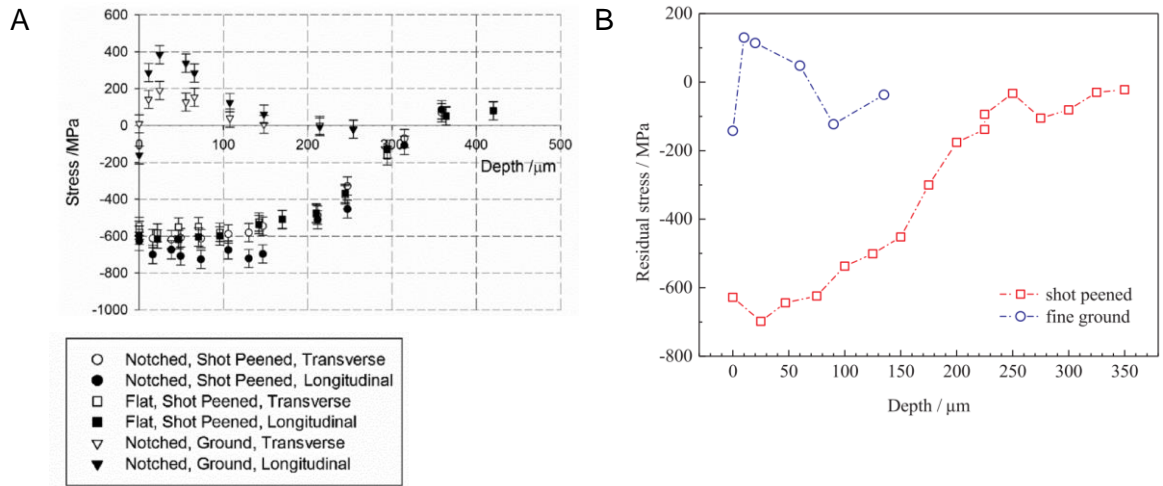 A
600
400
200
0
-200
-400
-600
-800
-1000
Stress /MPa
0
100
200
300
400
500
Depth /μm
Notched, Shot Peened, Transverse
Notched, Shot Peened, Longitudinal
Flat, Shot Peened, Transverse
Flat, Shot Peened, Longitudinal
Notched, Ground, Transverse
Notched, Ground, Longitudinal
B
200
0
-200
-400
-600
-800
Residual stress / MPa
shot peened
fine ground
0
50
100
150
200
250
300
350
Depth / μm